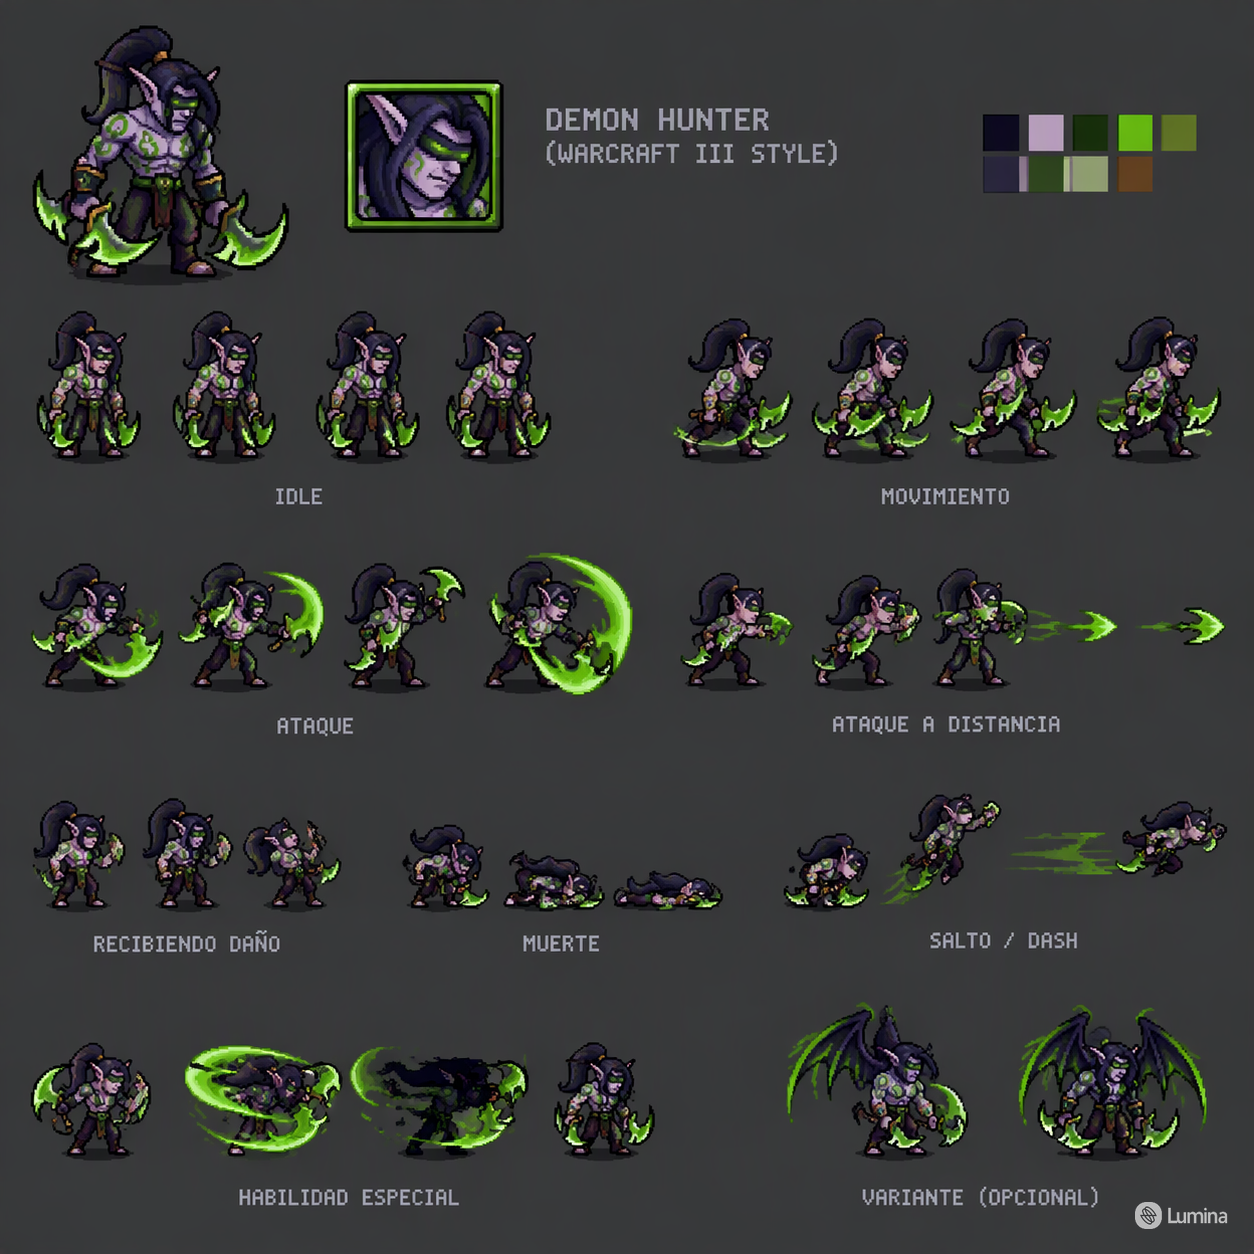 DEMON HUNTER
(WARCRAFT III STYLE)
IDLE
MOVIMIENTO
ATAQUE
ATAQUE A DISTANCIA
RECIBIENDO DAÑO
MUERTE
SALTO / DASH
HABILIDAD ESPECIAL
VARIANTE (OPCIONAL)
Lumina